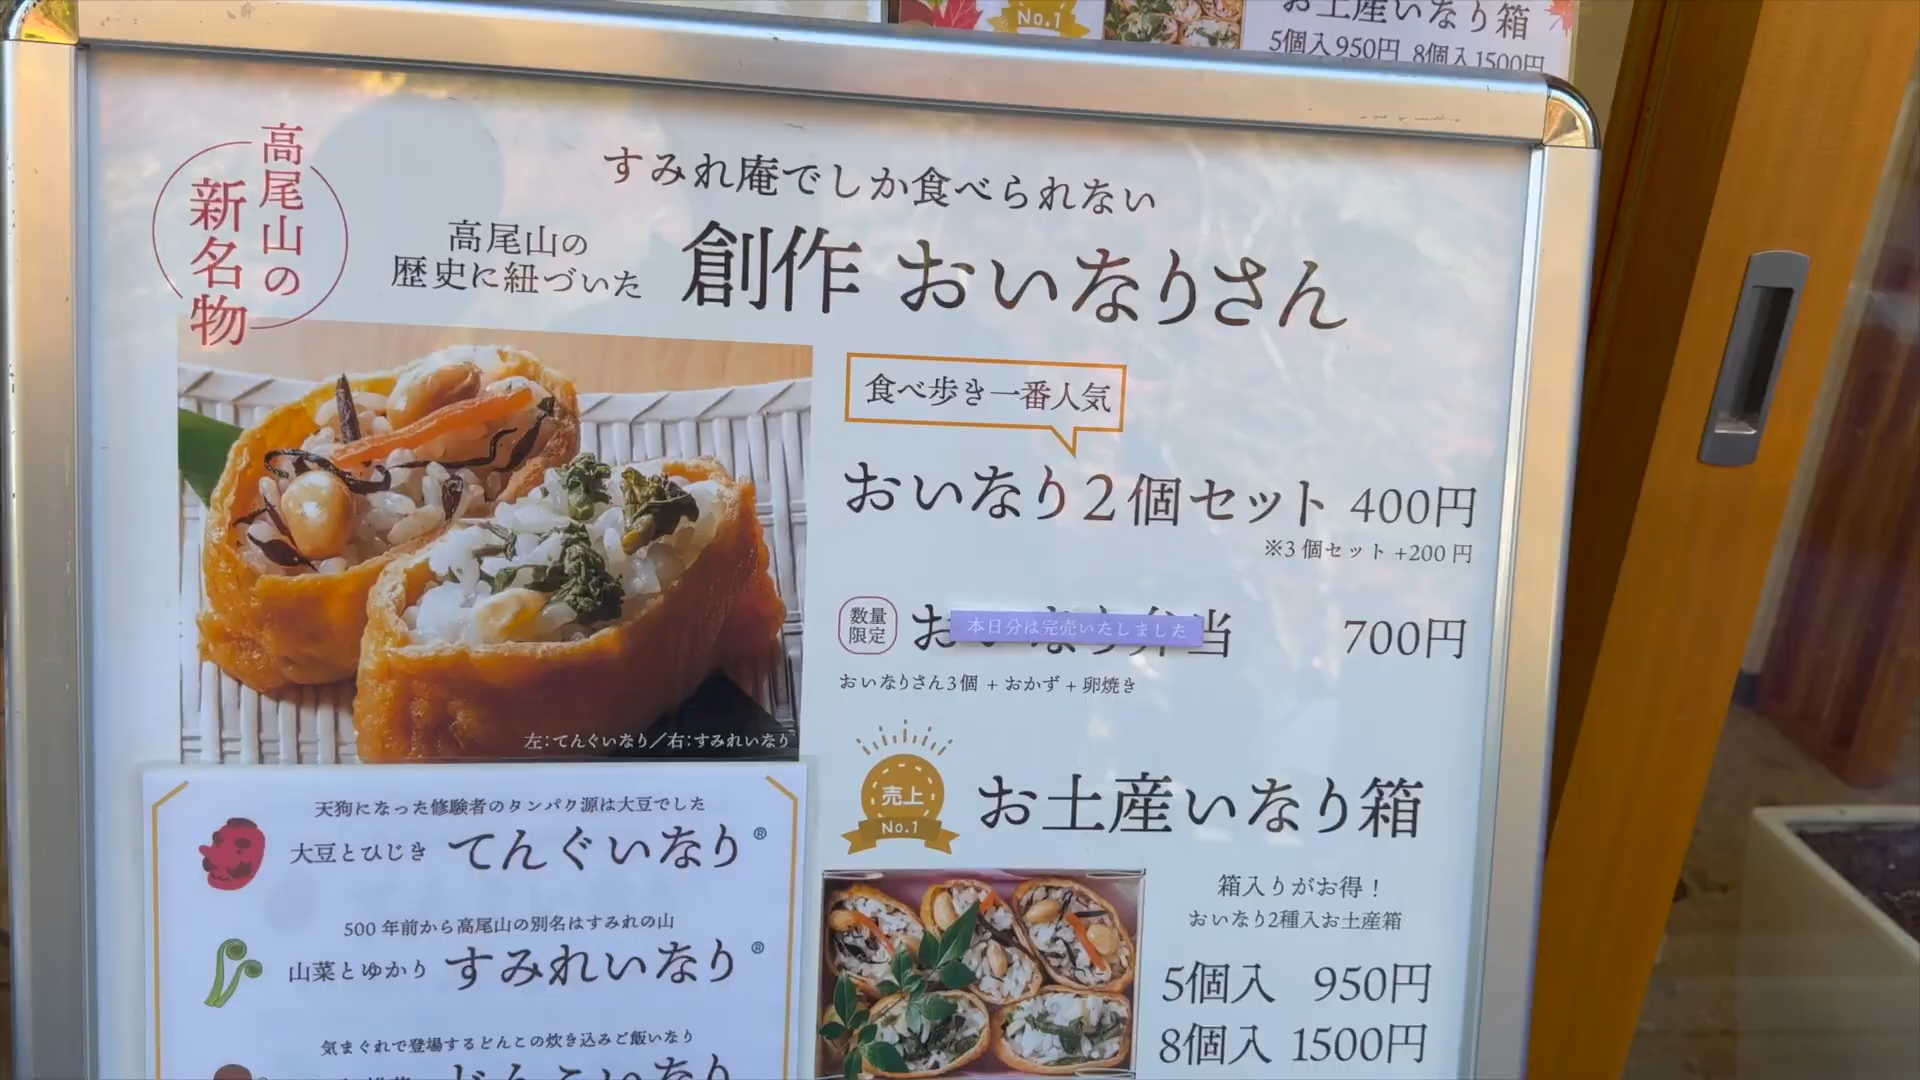 No.1
お土産いなり箱
5個入950円 8個入1500円
高尾山の
新名物
すみれ庵でしか食べられない
高尾山の
歴史に紐づいた
創作 おいなりさん
食べ歩き一番人気
おいなり2個セット 400円
※3個セット +200円
数量
限定
本日分は完売いたしました
700円
おいなりさん3個 + おかず + 卵焼き
左:てんぐいなり/右:すみれいなり
売上
No.1
お土産いなり箱
箱入りがお得!
おいなり2種入お土産箱
5個入 950円
8個入 1500円
天狗になった修験者のタンパク源は大豆でした
大豆とひじき てんぐいなり®
500年前から高尾山の別名はすみれの山
山菜とゆかり すみれいなり®
気まぐれで登場するどんこの炊き込みご飯いなり